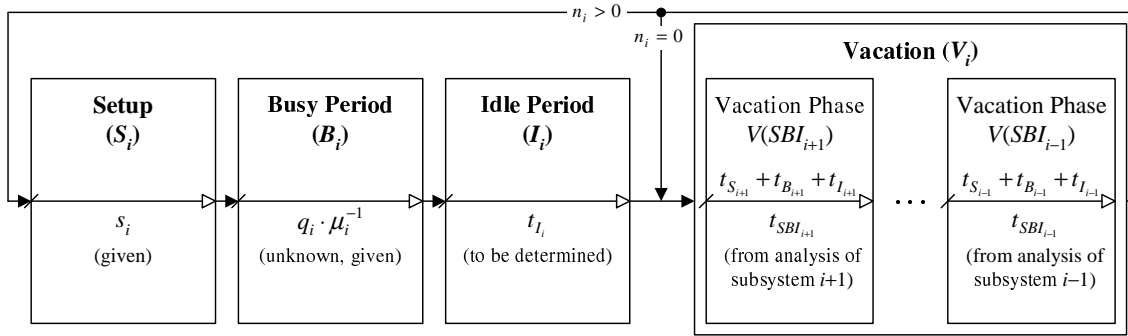 n_i > 0
n_i = 0
Vacation (V_i)
Setup
(S_i)
s_i
(given)
Busy Period
(B_i)
q_i · μ_i^{-1}
(unknown, given)
Idle Period
(I_i)
t_{I_i}
(to be determined)
Vacation Phase
V(SBI_{i+1})
t_{S_{i+1}} + t_{B_{i+1}} + t_{I_{i+1}}
t_{SBI_{i+1}}
(from analysis of
subsystem i+1)
· · ·
Vacation Phase
V(SBI_{i−1})
t_{S_{i-1}} + t_{B_{i-1}} + t_{I_{i-1}}
t_{SBI_{i-1}}
(from analysis of
subsystem i−1)